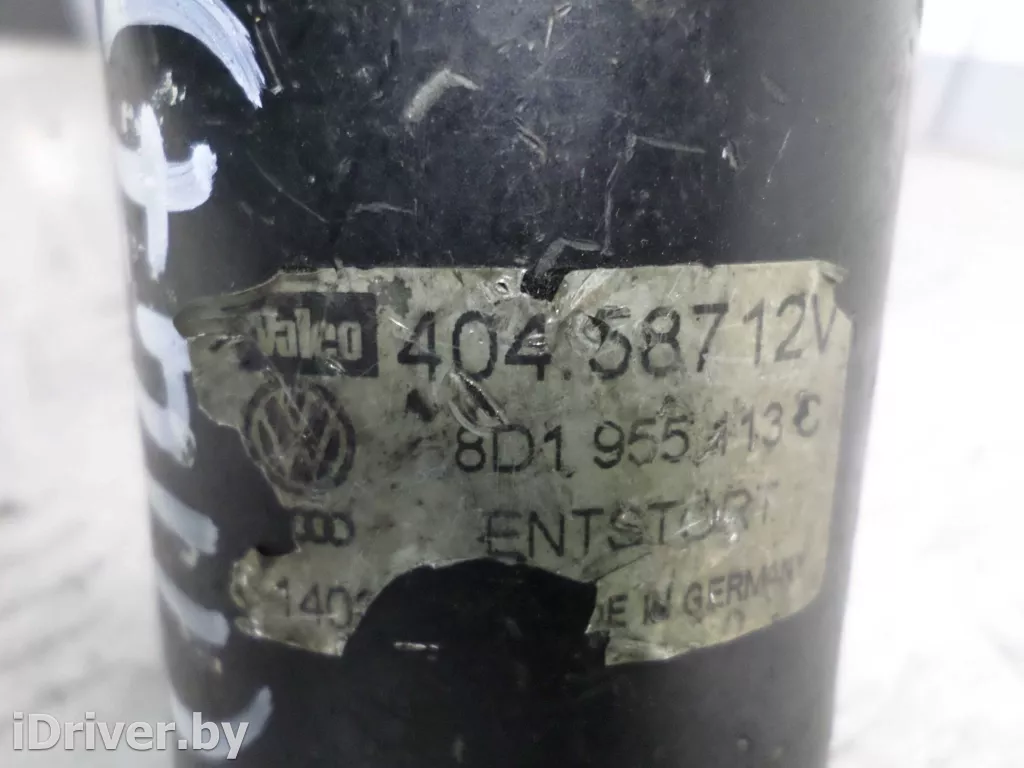 Valeo 404.587 12V
8D1 955 113 C
ENTSTÖRT
MADE IN GERMANY
iDriver.by